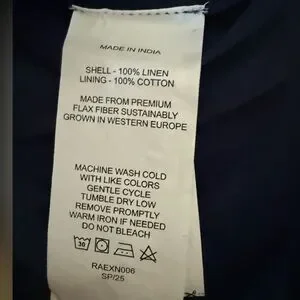 MADE IN INDIA
SHELL - 100% LINEN
LINING - 100% COTTON
MADE FROM PREMIUM
FLAX FIBER SUSTAINABLY
GROWN IN WESTERN EUROPE
MACHINE WASH COLD
WITH LIKE COLORS
GENTLE CYCLE
TUMBLE DRY LOW
REMOVE PROMPTLY
WARM IRON IF NEEDED
DO NOT BLEACH
30
RAEXN006
SP/25